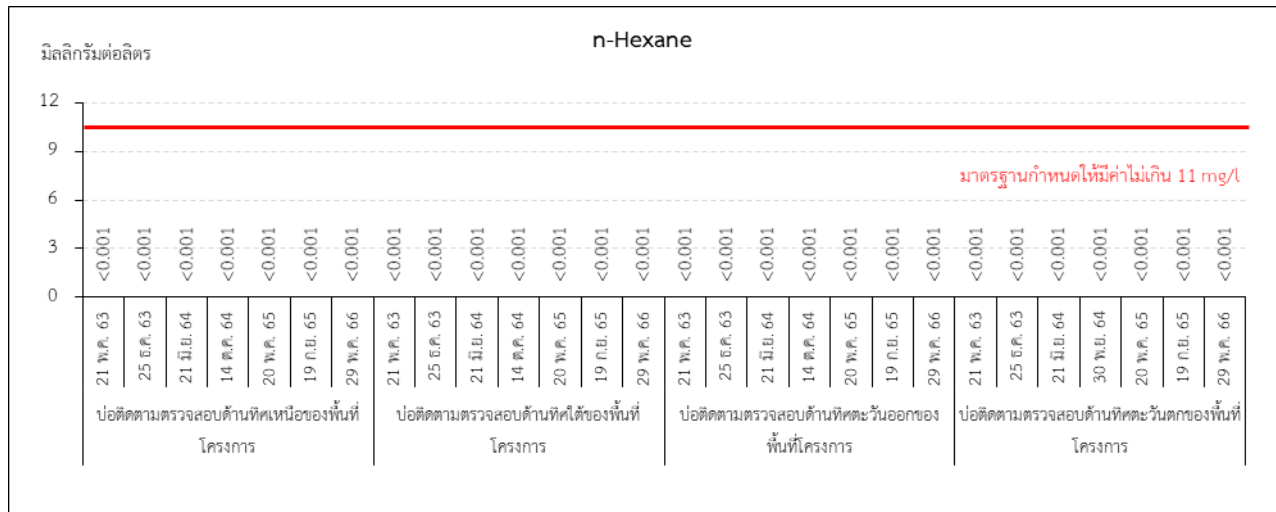 n-Hexane
มิลลิกรัมต่อลิตร
12
9
มาตรฐานกำหนดให้มีค่าไม่เกิน 11 mg/l
6
3
0
<0.001 <0.001 <0.001 <0.001 <0.001 <0.001 <0.001 <0.001 <0.001 <0.001 <0.001 <0.001 <0.001 <0.001 <0.001 <0.001 <0.001 <0.001 <0.001 <0.001 <0.001 <0.001 <0.001 <0.001 <0.001 <0.001 <0.001 <0.001
21 พ.ค. 63 25 ธ.ค. 63 21 มิ.ย. 64 14 ต.ค. 64 20 พ.ค. 65 19 ก.ย. 65 29 พ.ค. 66 21 พ.ค. 63 25 ธ.ค. 63 21 มิ.ย. 64 14 ต.ค. 64 20 พ.ค. 65 19 ก.ย. 65 29 พ.ค. 66 21 พ.ค. 63 25 ธ.ค. 63 21 มิ.ย. 64 14 ต.ค. 64 20 พ.ค. 65 19 ก.ย. 65 29 พ.ค. 66 21 พ.ค. 63 25 ธ.ค. 63 21 มิ.ย. 64 30 พ.ย. 64 20 พ.ค. 65 19 ก.ย. 65 29 พ.ค. 66
บ่อติดตามตรวจสอบด้านทิศเหนือของพื้นที่
โครงการ
บ่อติดตามตรวจสอบด้านทิศใต้ของพื้นที่
โครงการ
บ่อติดตามตรวจสอบด้านทิศตะวันออกของ
พื้นที่โครงการ
บ่อติดตามตรวจสอบด้านทิศตะวันตกของพื้นที่
โครงการ